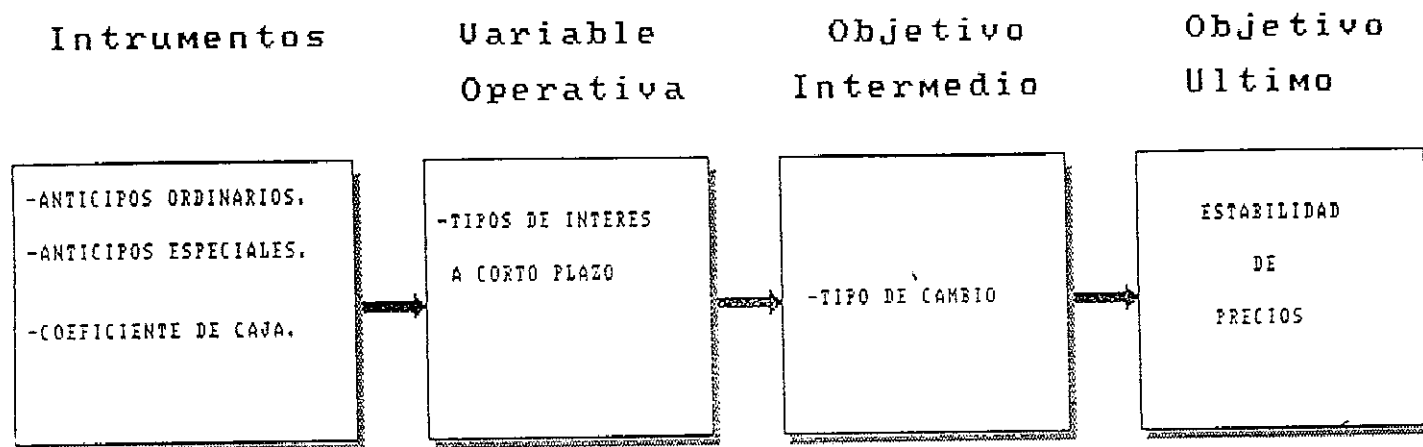 Intrumentos
Variable
Operativa
Objetivo
Intermedio
Objetivo
Ultimo
-ANTICIPOS ORDINARIOS.
-ANTICIPOS ESPECIALES.
-COEFICIENTE DE CAJA.
-TIPOS DE INTERES
A CORTO PLAZO
-TIPO DE CAMBIO
ESTABILIDAD
DE
PRECIOS